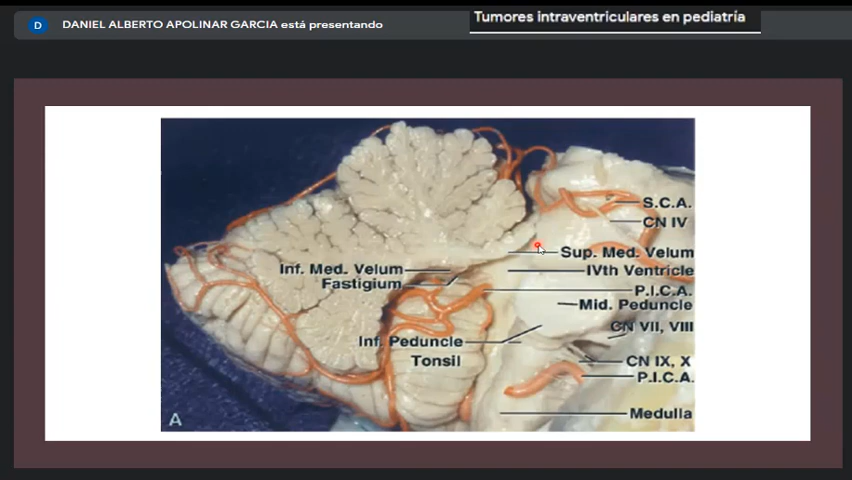 D DANIEL ALBERTO APOLINAR GARCIA está presentando
Tumores intraventriculares en pediatría
S.C.A.
CN IV
Sup. Med. Velum
Inf. Med. Velum
IVth Ventricle
Fastigium
P.I.C.A.
Mid. Peduncle
CN VII, VIII
Inf. Peduncle
Tonsil
CN IX, X
P.I.C.A.
Medulla
A